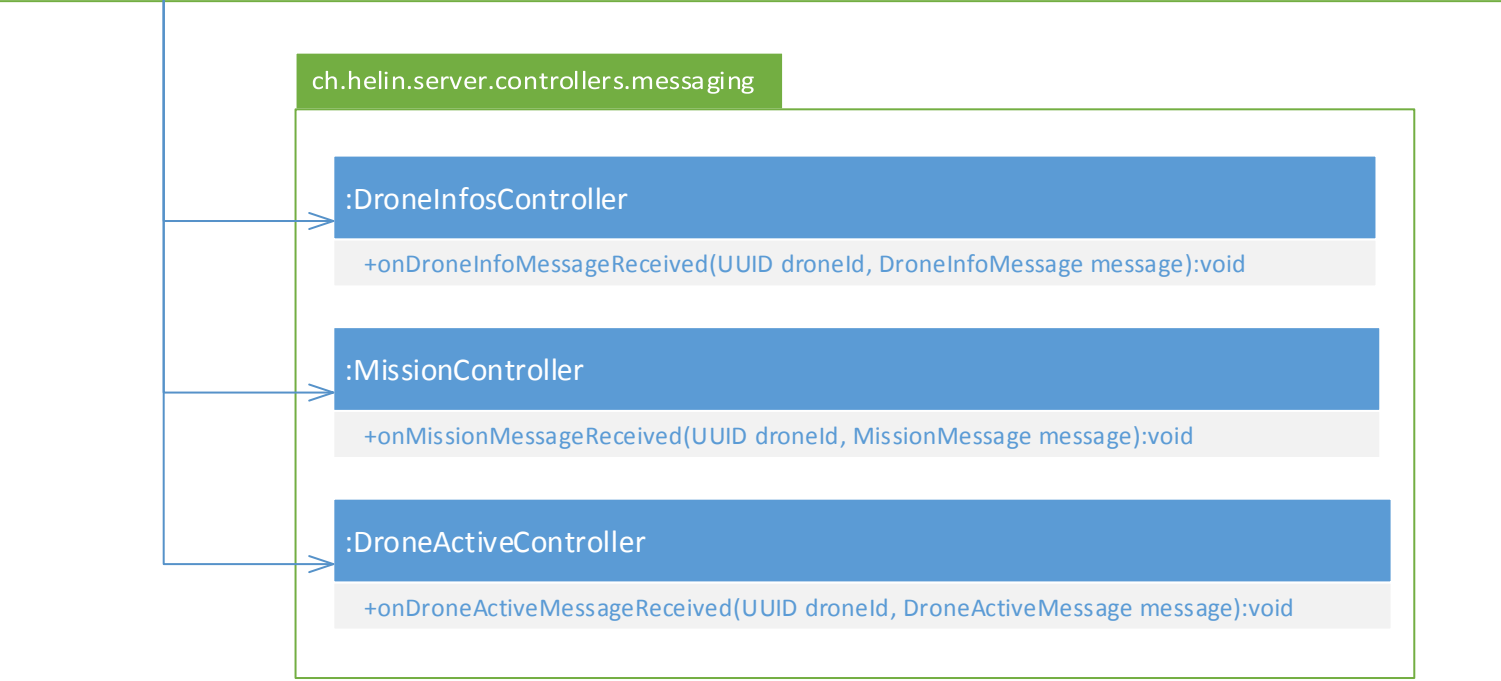 ch.helin.server.controllers.messaging
:DroneInfosController
+onDroneInfoMessageReceived(UUID droneId, DroneInfoMessage message):void
:MissionController
+onMissionMessageReceived(UUID droneId, MissionMessage message):void
:DroneActiveController
+onDroneActiveMessageReceived(UUID droneId, DroneActiveMessage message):void